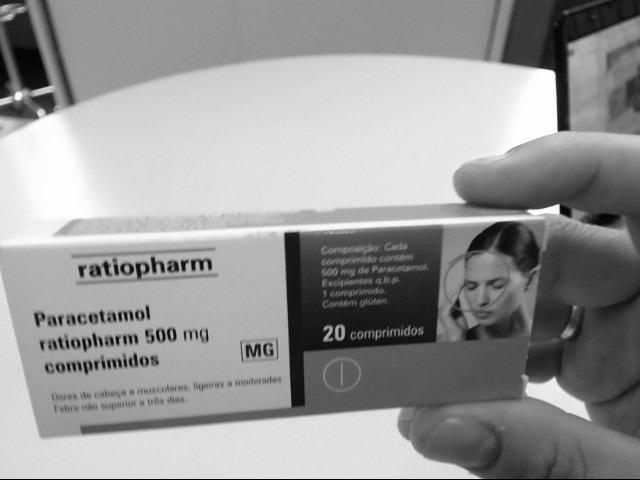 ratiopharm
Paracetamol
ratiopharm 500 mg
comprimidos
MG
Dores de cabeça e musculares, ligeiras a moderadas.
Febre não superior a três dias.
Composição: Cada
comprimido contém
500 mg de Paracetamol.
Excipientes q.b.p.
1 comprimido.
Contém glúten.
20 comprimidos